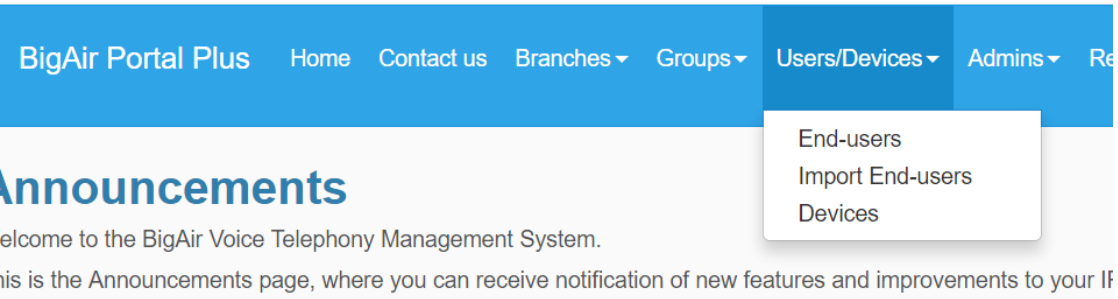 BigAir Portal Plus Home Contact us Branches Groups Users/Devices Admins
End-users
Import End-users
Devices
Announcements
Welcome to the BigAir Voice Telephony Management System.
This is the Announcements page, where you can receive notification of new features and improvements to your